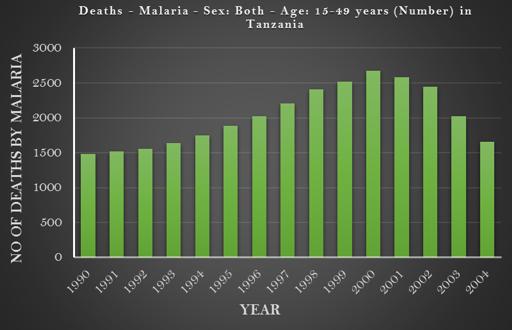 Deaths - Malaria - Sex: Both - Age: 15-49 years (Number) in
Tanzania
NO OF DEATHS BY MALARIA
3000
2500
2000
1500
1000
500
0
1990 1991 1992 1993 1994 1995 1996 1997 1998 1999 2000 2001 2002 2003 2004
YEAR